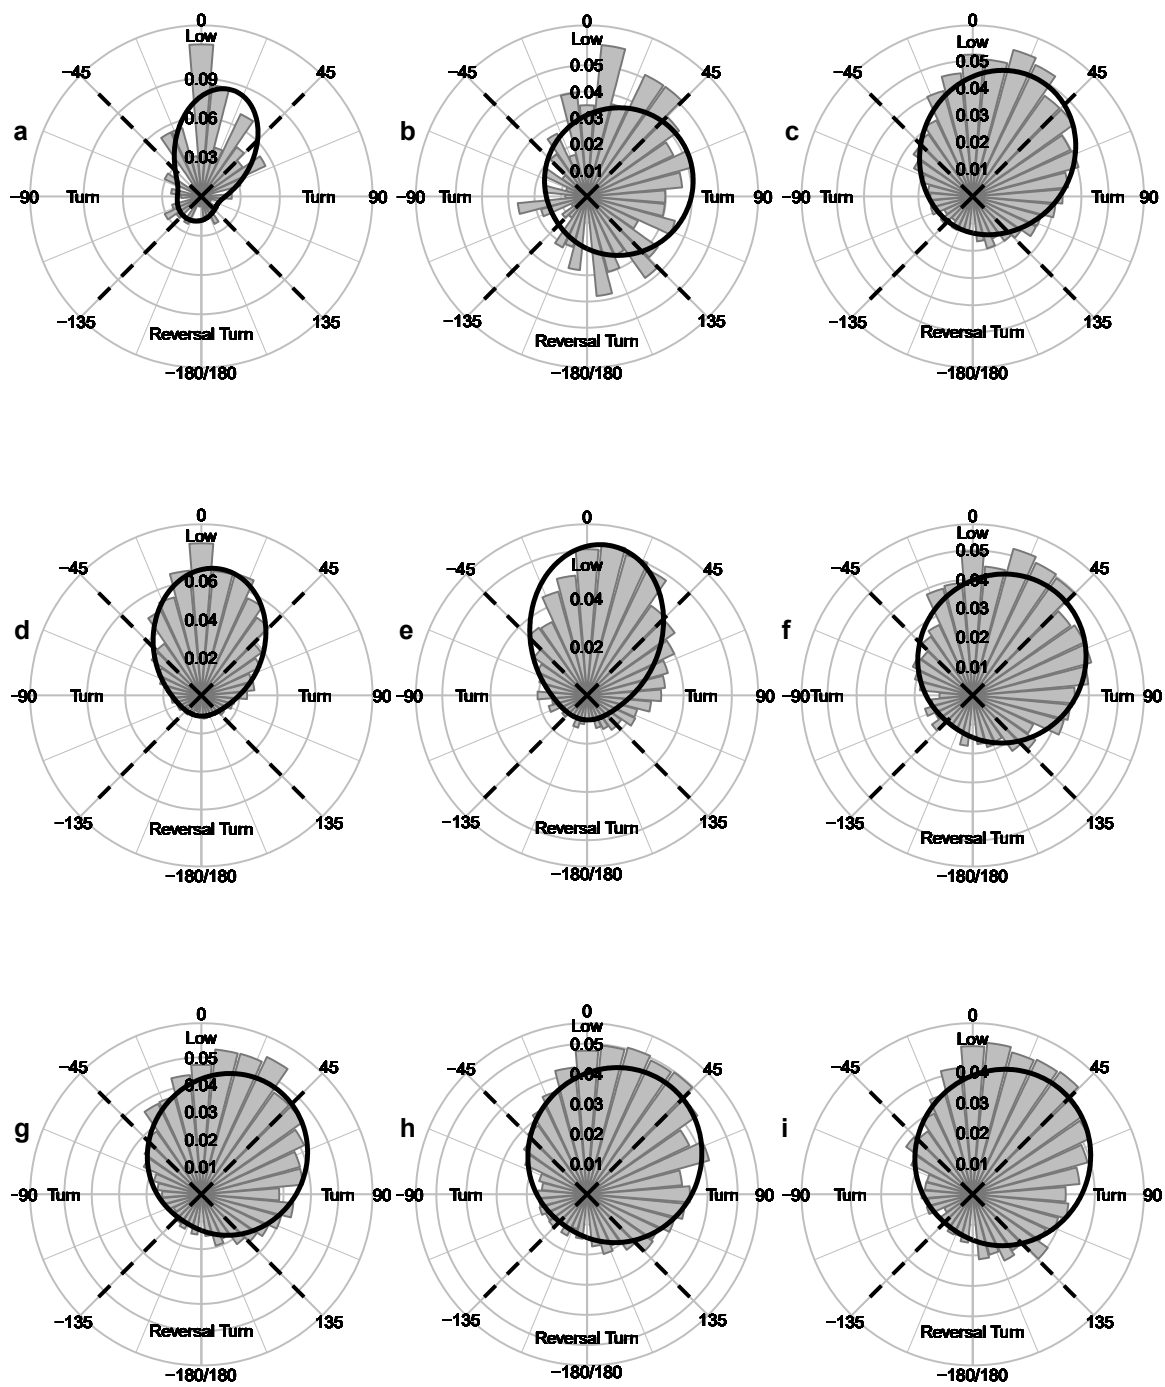 0 0 0
Low Low Low
−45 45 −45 45 −45 45
0.09 0.05 0.05
0.06 0.04 0.04
a 0.03 b 0.03 c 0.03
0.02 0.02
0.01 0.01
−90 Turn Turn 90 −90 Turn 90 −90 Turn 90
−135 135 −135 135 −135 135
Reversal Turn Reversal Turn Reversal Turn
−180/180 −180/180 −180/180
0 0 0
Low Low Low
−45 45 −45 45 −45 45
0.06 0.04 0.05
0.04 0.02 0.04
d 0.02 e f 0.03
0.02
0.01
−90 Turn Turn 90 −90 Turn Turn 90 −90 Turn Turn 90
−135 135 −135 135 −135 135
Reversal Turn Reversal Turn Reversal Turn
−180/180 −180/180 −180/180
0 0 0
Low Low Low
−45 45 −45 45 −45 45
0.05 0.05 0.04
0.04 0.04 0.03
g 0.03 h 0.03 i 0.02
0.02 0.02 0.01
0.01 0.01
−90 Turn Turn 90 −90 Turn Turn 90 −90 Turn Turn 90
−135 135 −135 135 −135 135
Reversal Turn Reversal Turn Reversal Turn
−180/180 −180/180 −180/180